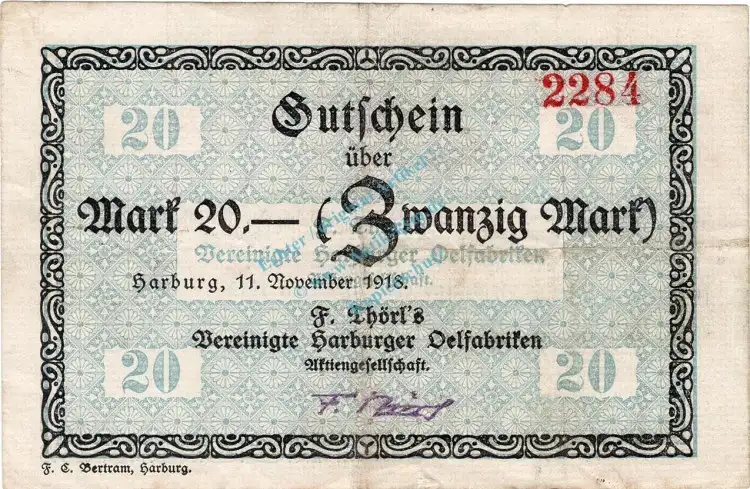 2284
20 20
Gutschein
über
Mark 20.— (Zwanzig Mark)
Vereinigte Harburger Oelfabriken
Harburg, 11. November 1918.
F. Thörl's
Vereinigte Harburger Oelfabriken
Aktiengesellschaft.
20 20
F. C. Bertram, Harburg.